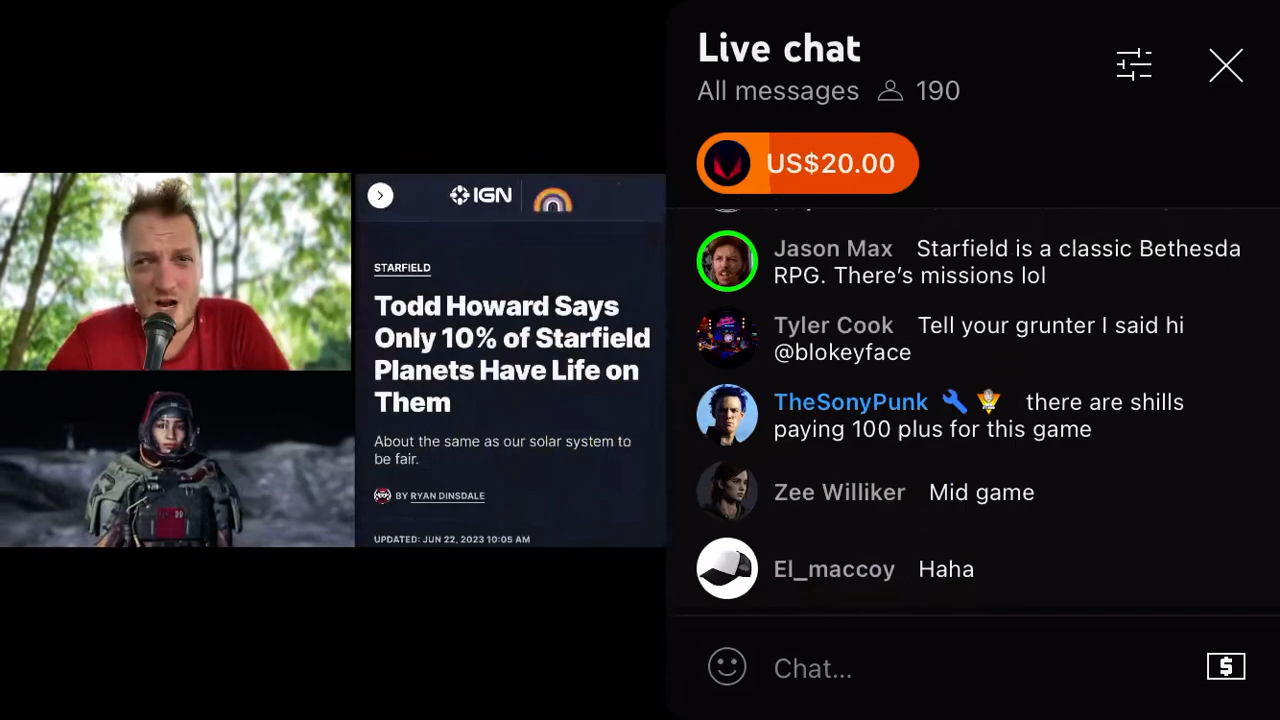 IGN
STARFIELD
Todd Howard Says
Only 10% of Starfield
Planets Have Life on
Them
About the same as our solar system to
be fair.
BY RYAN DINSDALE
UPDATED: JUN 22, 2023 10:05 AM
Live chat
All messages 190
US$20.00
Jason Max Starfield is a classic Bethesda
RPG. There's missions lol
Tyler Cook Tell your grunter I said hi
@blokeyface
TheSonyPunk there are shills
paying 100 plus for this game
Zee Williker Mid game
El_maccoy Haha
Chat...